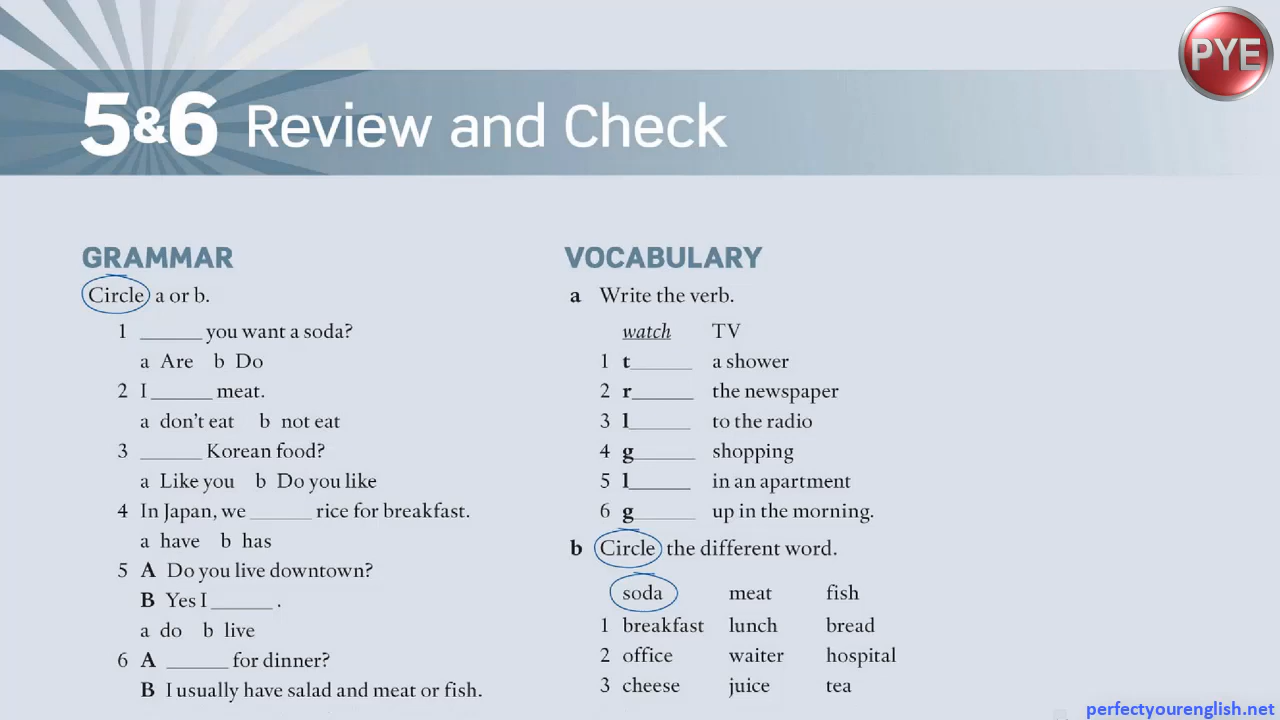 PYE
5&6 Review and Check
GRAMMAR
Circle a or b.
1 ______ you want a soda?
a Are b Do
2 I ______ meat.
a don't eat b not eat
3 ______ Korean food?
a Like you b Do you like
4 In Japan, we ______ rice for breakfast.
a have b has
5 A Do you live downtown?
B Yes I ______ .
a do b live
6 A ______ for dinner?
B I usually have salad and meat or fish.
VOCABULARY
a Write the verb.
watch TV
1 t______ a shower
2 r______ the newspaper
3 l______ to the radio
4 g______ shopping
5 l______ in an apartment
6 g______ up in the morning.
b Circle the different word.
soda meat fish
1 breakfast lunch bread
2 office waiter hospital
3 cheese juice tea
perfectyourenglish.net